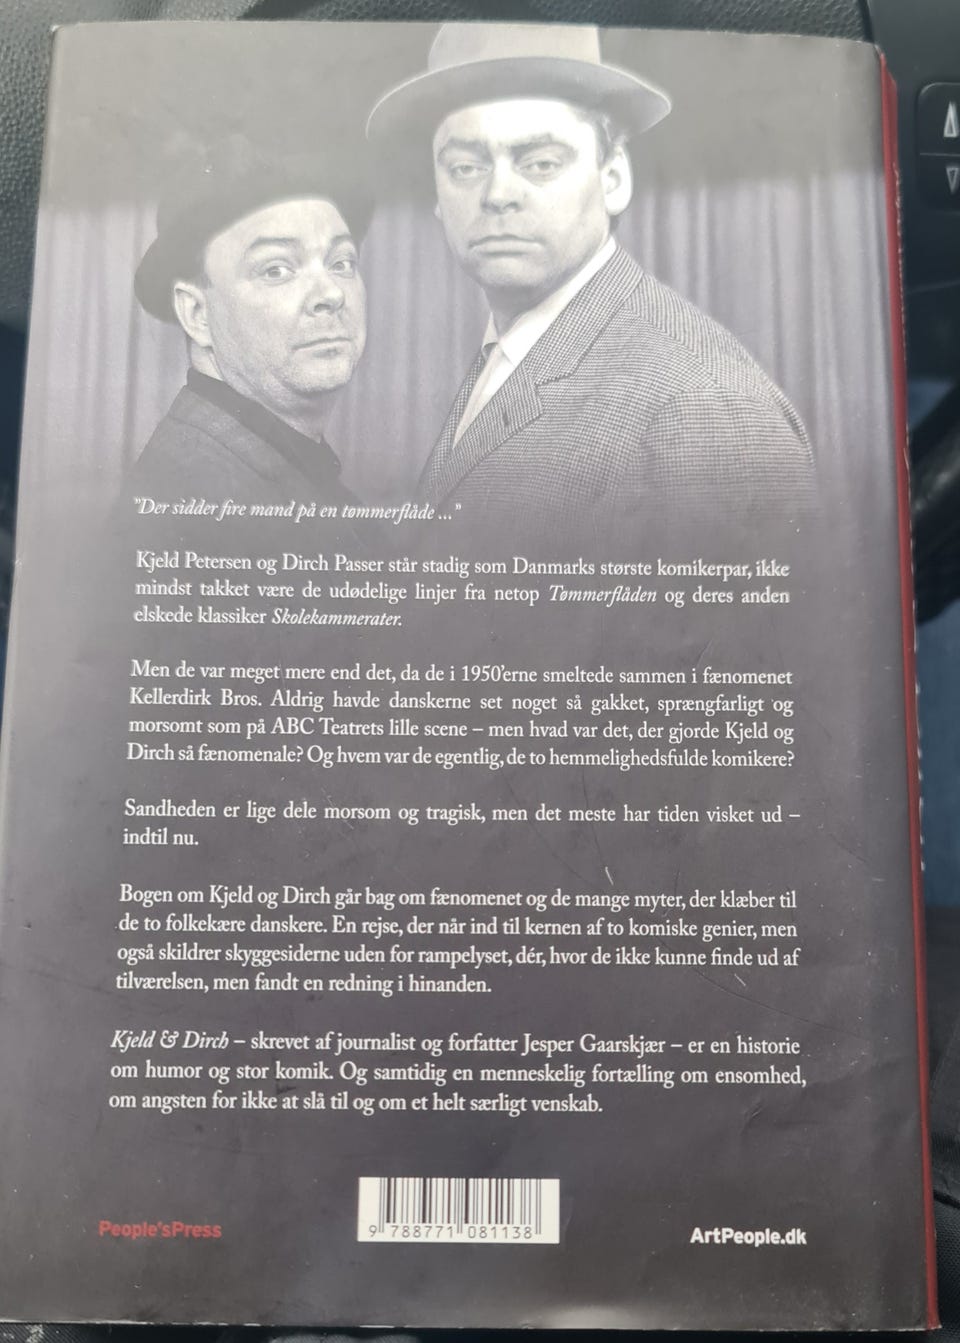 "Der sidder fire mand på en tømmerflåde ..."
Kjeld Petersen og Dirch Passer står stadig som Danmarks største komikerpar, ikke
mindst takket være de udødelige linjer fra netop Tømmerflåden og deres anden
elskede klassiker Skolekammerater.
Men de var meget mere end det, da de i 1950'erne smeltede sammen i fænomenet
Kellerdirk Bros. Aldrig havde danskerne set noget så gakket, sprængfarligt og
morsomt som på ABC Teatrets lille scene – men hvad var det, der gjorde Kjeld og
Dirch så fænomenale? Og hvem var de egentlig, de to hemmelighedsfulde komikere?
Sandheden er lige dele morsom og tragisk, men det meste har tiden visket ud –
indtil nu.
Bogen om Kjeld og Dirch går bag om fænomenet og de mange myter, der klæber til
de to folkekære danskere. En rejse, der når ind til kernen af to komiske genier, men
også skildrer skyggesiderne uden for rampelyset, dér, hvor de ikke kunne finde ud af
tilværelsen, men fandt en redning i hinanden.
Kjeld & Dirch – skrevet af journalist og forfatter Jesper Gaarskjær – er en historie
om humor og stor komik. Og samtidig en menneskelig fortælling om ensomhed,
om angsten for ikke at slå til og om et helt særligt venskab.
People'sPress
9 788771 081138
ArtPeople.dk